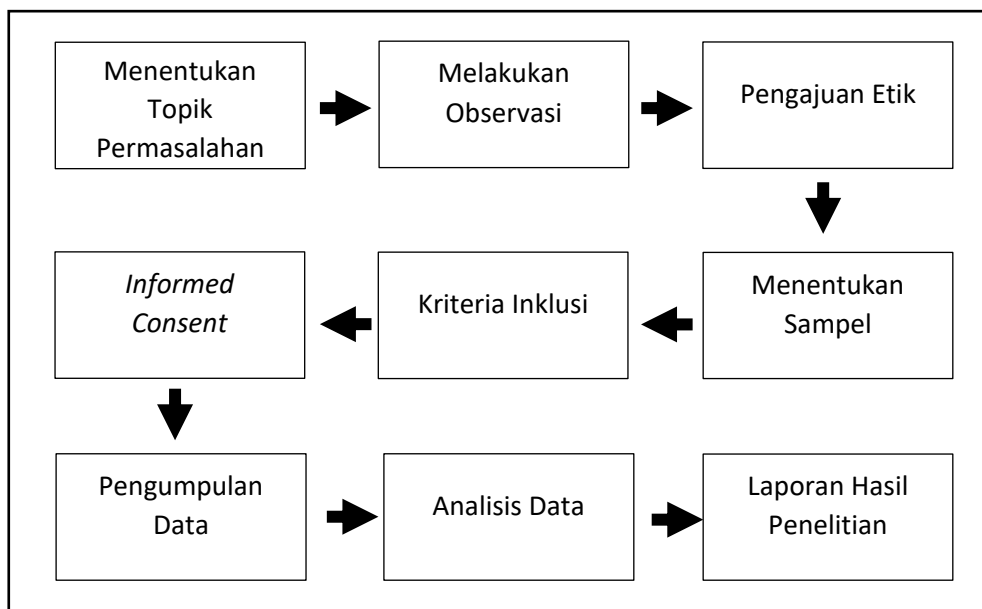 Menentukan
Topik
Permasalahan
Melakukan
Observasi
Pengajuan Etik
Menentukan
Sampel
Kriteria Inklusi
Informed
Consent
Pengumpulan
Data
Analisis Data
Laporan Hasil
Penelitian